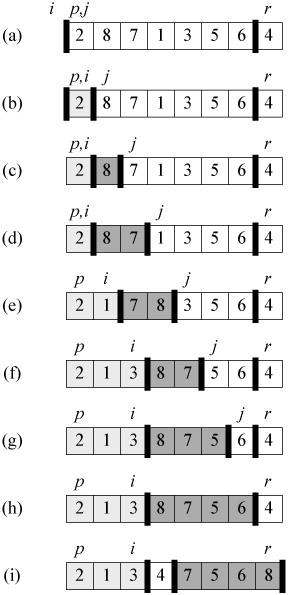 i p,j r
(a) 2 8 7 1 3 5 6 4
p,i j r
(b) 2 8 7 1 3 5 6 4
p,i j r
(c) 2 8 7 1 3 5 6 4
p,i j r
(d) 2 8 7 1 3 5 6 4
p i j r
(e) 2 1 7 8 3 5 6 4
p i j r
(f) 2 1 3 8 7 5 6 4
p i j r
(g) 2 1 3 8 7 5 6 4
p i r
(h) 2 1 3 8 7 5 6 4
p i r
(i) 2 1 3 4 7 5 6 8